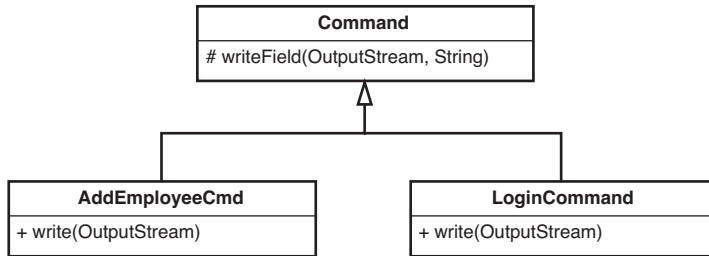 Command
# writeField(OutputStream, String)
AddEmployeeCmd
+ write(OutputStream)
LoginCommand
+ write(OutputStream)